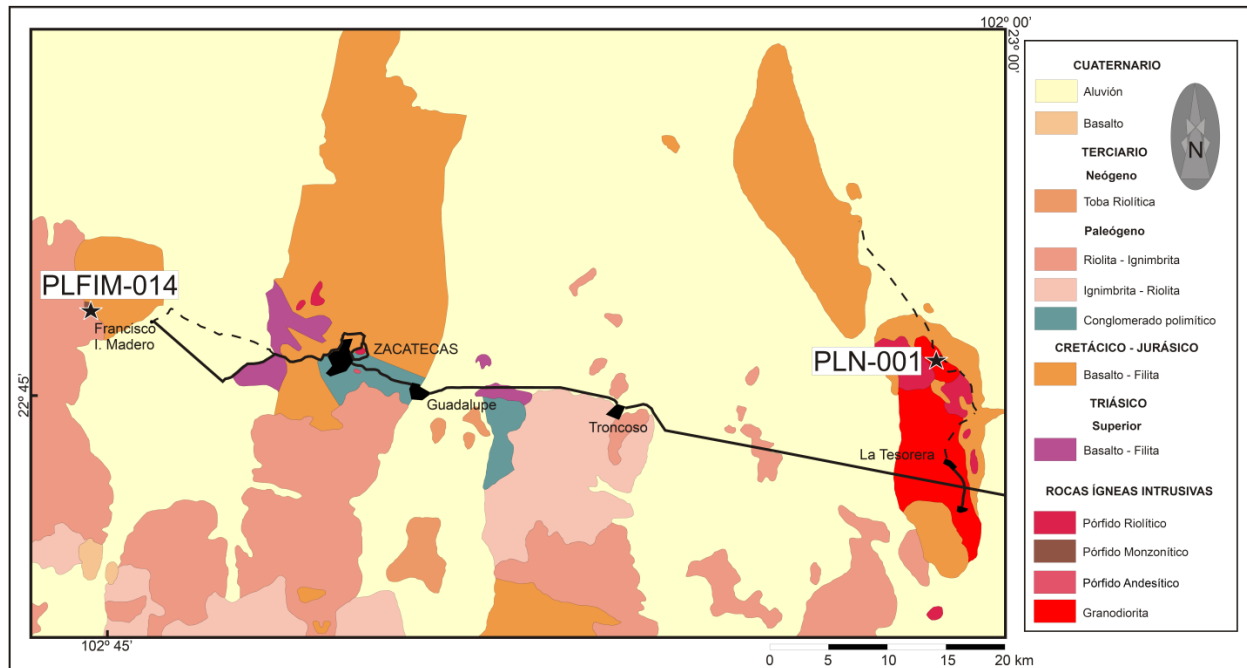 102º 00'
23º 00'
PLFIM-014
Francisco
I. Madero
ZACATECAS
PLN-001
22º 45'
Guadalupe
Troncoso
La Tesorera
102º 45'
0 5 10 15 20 km
CUATERNARIO
Aluvión
Basalto
N
TERCIARIO
Neógeno
Toba Riolítica
Paleógeno
Riolita - Ignimbrita
Ignimbrita - Riolita
Conglomerado polimítico
CRETÁCICO - JURÁSICO
Basalto - Filita
TRIÁSICO
Superior
Basalto - Filita
ROCAS ÍGNEAS INTRUSIVAS
Pórfido Riolítico
Pórfido Monzonítico
Pórfido Andesítico
Granodiorita